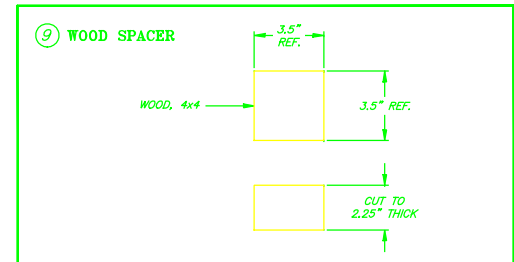 9 WOOD SPACER
3.5"
REF.
WOOD, 4x4
3.5" REF.
CUT TO
2.25" THICK